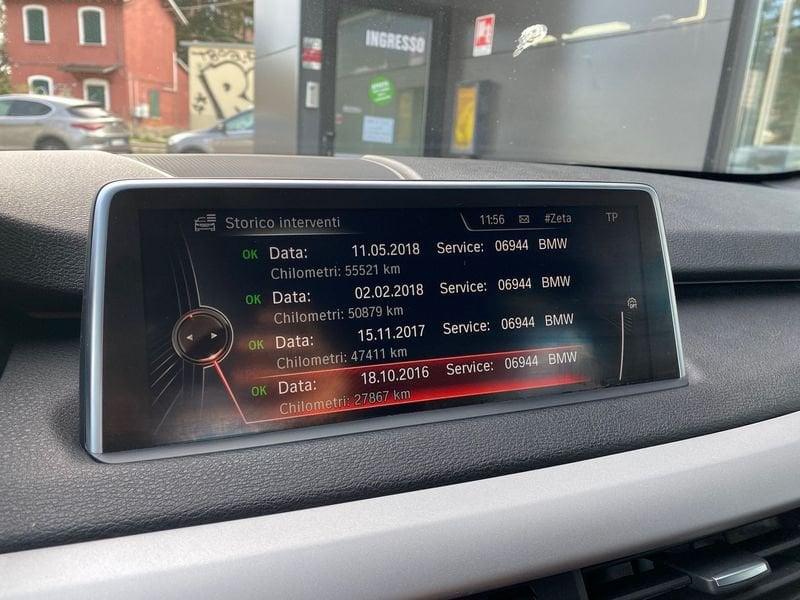 INGRESSO
Storico interventi
11:56
#Zeta
TP
OK Data: 11.05.2018 Service: 06944 BMW
Chilometri: 55521 km
OK Data: 02.02.2018 Service: 06944 BMW
Chilometri: 50879 km
OK Data: 15.11.2017 Service: 06944 BMW
Chilometri: 47411 km
OK Data: 18.10.2016 Service: 06944 BMW
Chilometri: 27867 km